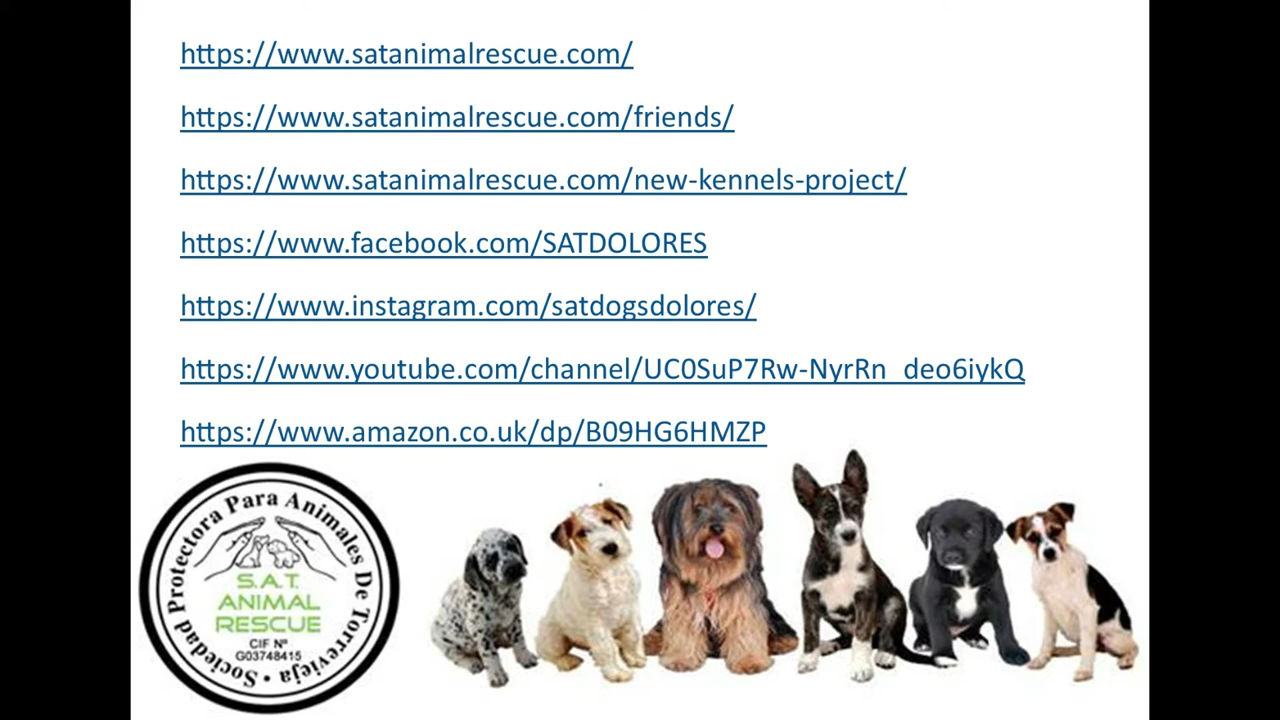 https://www.satanimalrescue.com/
https://www.satanimalrescue.com/friends/
https://www.satanimalrescue.com/new-kennels-project/
https://www.facebook.com/SATDOLORES
https://www.instagram.com/satdogsdolores/
https://www.youtube.com/channel/UC0SuP7Rw-NyrRn_deo6iykQ
https://www.amazon.co.uk/dp/B09HG6HMZP
Sociedad Protectora Para Animales De Torrevieja •
S.A.T.
ANIMAL
RESCUE
CIF Nº
G03748415